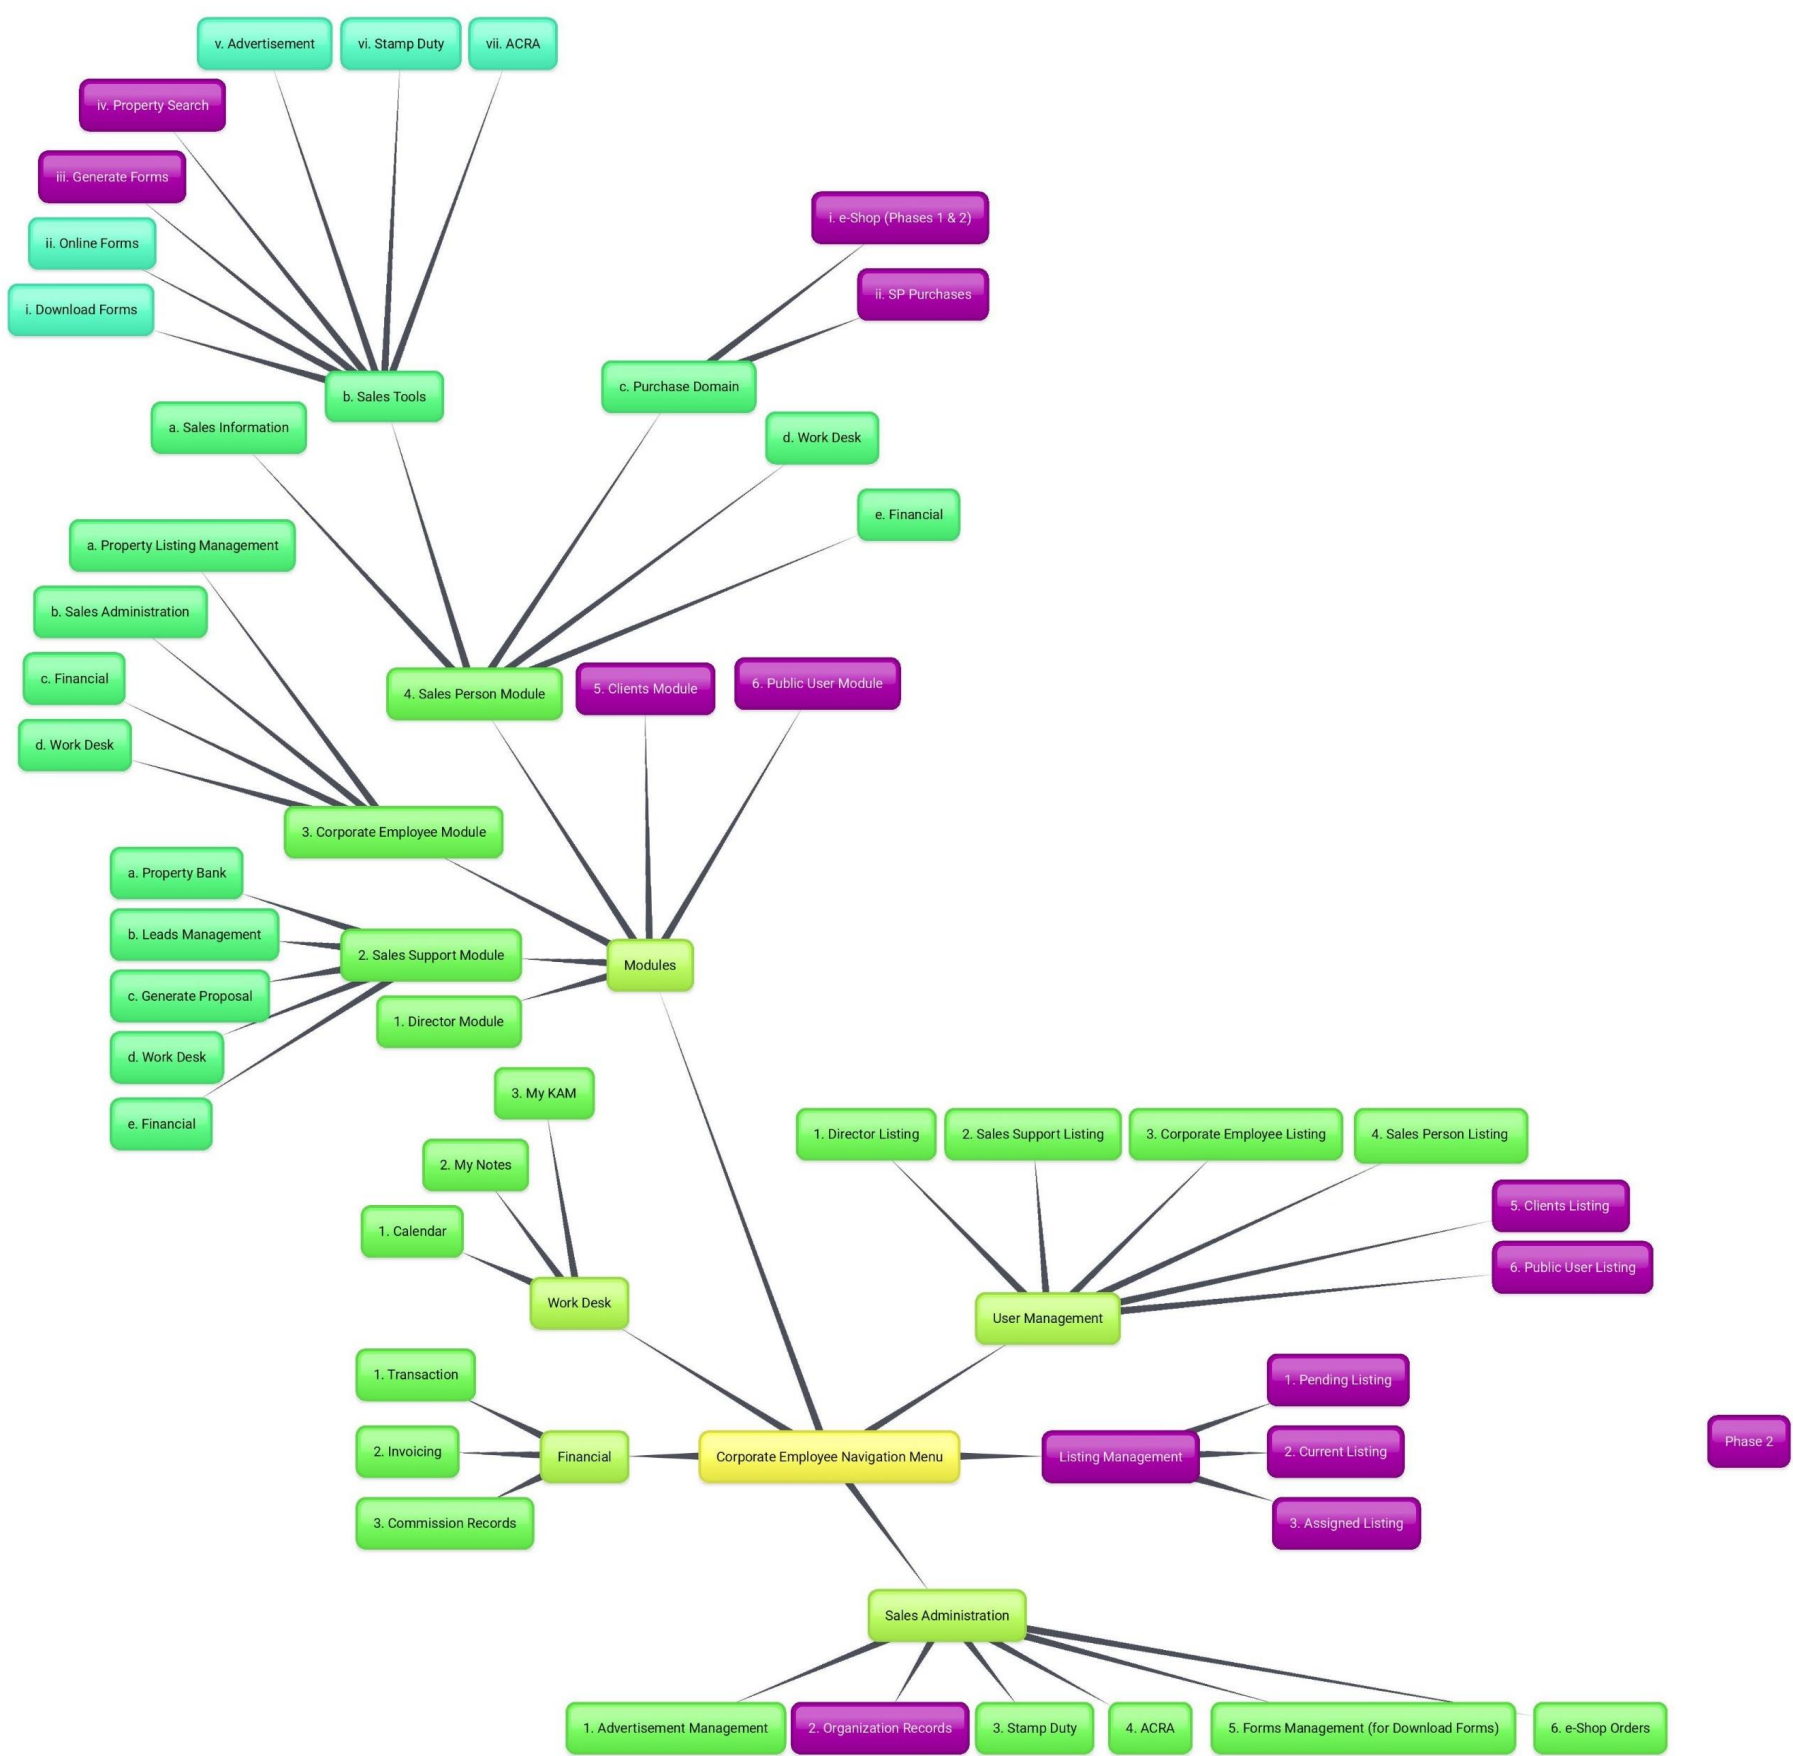 v. Advertisement
vi. Stamp Duty
vii. ACRA
iv. Property Search
iii. Generate Forms
ii. Online Forms
i. Download Forms
i. e-Shop (Phases 1 & 2)
ii. SP Purchases
b. Sales Tools
c. Purchase Domain
a. Sales Information
d. Work Desk
e. Financial
a. Property Listing Management
b. Sales Administration
c. Financial
d. Work Desk
4. Sales Person Module
5. Clients Module
6. Public User Module
3. Corporate Employee Module
a. Property Bank
b. Leads Management
c. Generate Proposal
d. Work Desk
e. Financial
2. Sales Support Module
Modules
1. Director Module
3. My KAM
2. My Notes
1. Calendar
Work Desk
1. Director Listing
2. Sales Support Listing
3. Corporate Employee Listing
4. Sales Person Listing
5. Clients Listing
6. Public User Listing
User Management
1. Transaction
2. Invoicing
3. Commission Records
Financial
Corporate Employee Navigation Menu
Listing Management
1. Pending Listing
2. Current Listing
3. Assigned Listing
Phase 2
Sales Administration
1. Advertisement Management
2. Organization Records
3. Stamp Duty
4. ACRA
5. Forms Management (for Download Forms)
6. e-Shop Orders